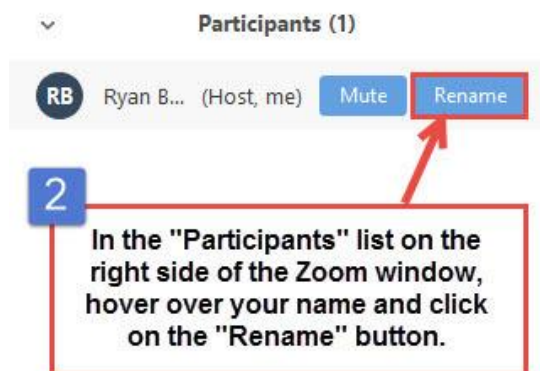 Participants (1)
RB Ryan B... (Host, me) Mute Rename
2
In the "Participants" list on the
right side of the Zoom window,
hover over your name and click
on the "Rename" button.